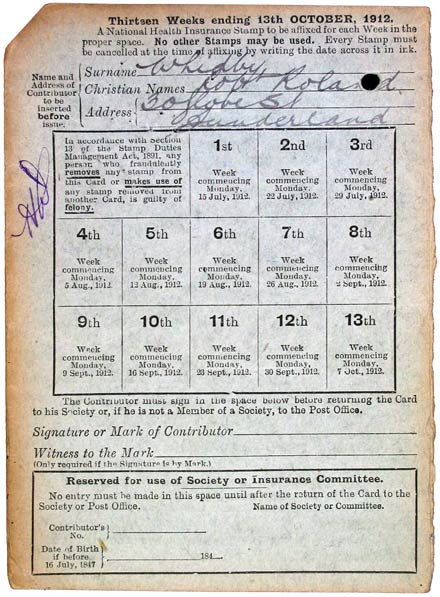 Thirteen Weeks ending 13th OCTOBER, 1912.
A National Health Insurance Stamp to be affixed for each Week in the
proper space. No other Stamps may be used. Every Stamp must
be cancelled at the time of affixing by writing the date across it in ink.
Name and Address of Contributor to be inserted before issue.
Surname Whitby
Christian Names Robt Roland
Address
Sunderland
In accordance with Section
13 of the Stamp Duties
Management Act, 1891, any
person who fraudulently
removes any stamp from
this Card or makes use of
any stamp removed from
another Card, is guilty of
felony.
1st
Week
commencing
Monday,
15 July, 1912.
2nd
Week
commencing
Monday,
22 July, 1912.
3rd
Week
commencing
Monday,
29 July, 1912.
4th
Week
commencing
Monday,
5 Aug., 1912.
5th
Week
commencing
Monday,
12 Aug., 1912.
6th
Week
commencing
Monday,
19 Aug., 1912.
7th
Week
commencing
Monday,
26 Aug., 1912.
8th
Week
commencing
Monday,
2 Sept., 1912.
9th
Week
commencing
Monday,
9 Sept., 1912.
10th
Week
commencing
Monday,
16 Sept., 1912.
11th
Week
commencing
Monday,
23 Sept., 1912.
12th
Week
commencing
Monday,
30 Sept., 1912.
13th
Week
commencing
Monday,
7 Oct., 1912.
The Contributor must sign in the space below before returning the Card
to his Society or, if he is not a Member of a Society, to the Post Office.
Signature or Mark of Contributor
Witness to the Mark
(Only required if the Signature is by Mark.)
Reserved for use of Society or Insurance Committee.
No entry must be made in this space until after the return of the Card to the
Society or Post Office. Name of Society or Committee.
Contributor's
No.
Date of Birth
if before 184
16 July, 1847